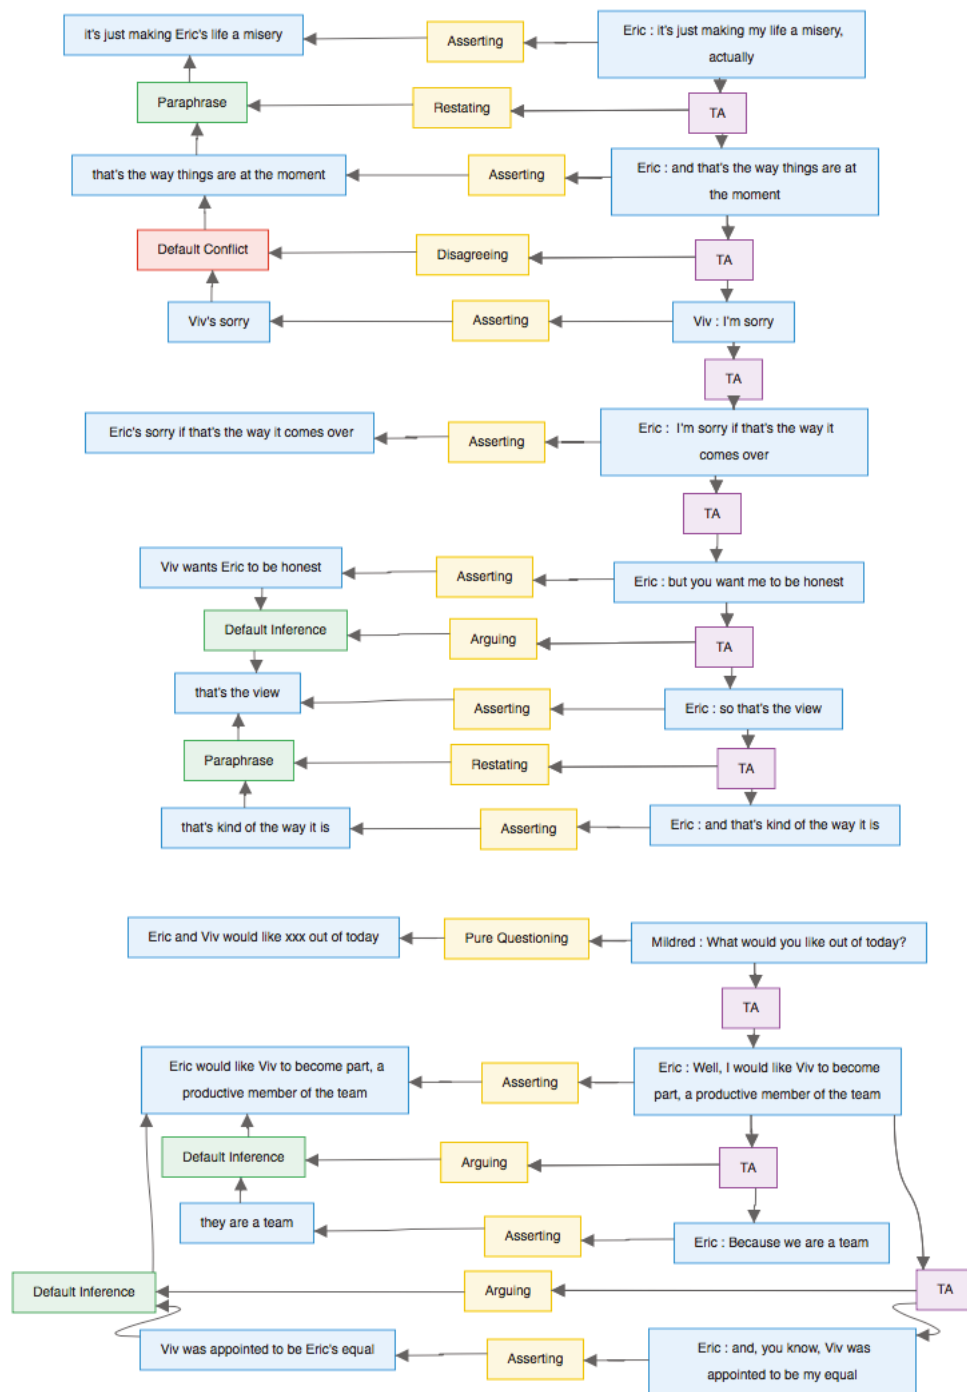 it's just making Eric's life a misery
Asserting
Eric : it's just making my life a misery,
actually
Paraphrase
Restating
TA
that's the way things are at the moment
Asserting
Eric : and that's the way things are at
the moment
Default Conflict
Disagreeing
TA
Viv's sorry
Asserting
Viv : I'm sorry
TA
Eric's sorry if that's the way it comes over
Asserting
Eric :  I'm sorry if that's the way it
comes over
TA
Viv wants Eric to be honest
Asserting
Eric : but you want me to be honest
Default Inference
Arguing
TA
that's the view
Asserting
Eric : so that's the view
Paraphrase
Restating
TA
that's kind of the way it is
Asserting
Eric : and that's kind of the way it is
Eric and Viv would like xxx out of today
Pure Questioning
Mildred : What would you like out of today?
TA
Eric would like Viv to become part, a
productive member of the team
Asserting
Eric : Well, I would like Viv to become
part, a productive member of the team
Default Inference
Arguing
TA
they are a team
Asserting
Eric : Because we are a team
Default Inference
Arguing
TA
Viv was appointed to be Eric's equal
Asserting
Eric : and, you know, Viv was
appointed to be my equal